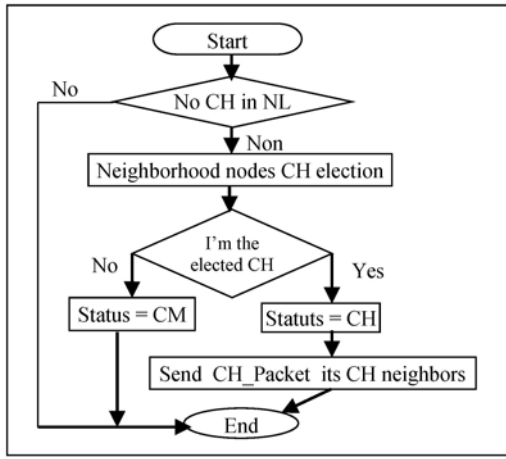 Start
No
No CH in NL
Non
Neighborhood nodes CH election
I'm the
elected CH
No
Yes
Status = CM
Statuts = CH
Send CH_Packet its CH neighbors
End